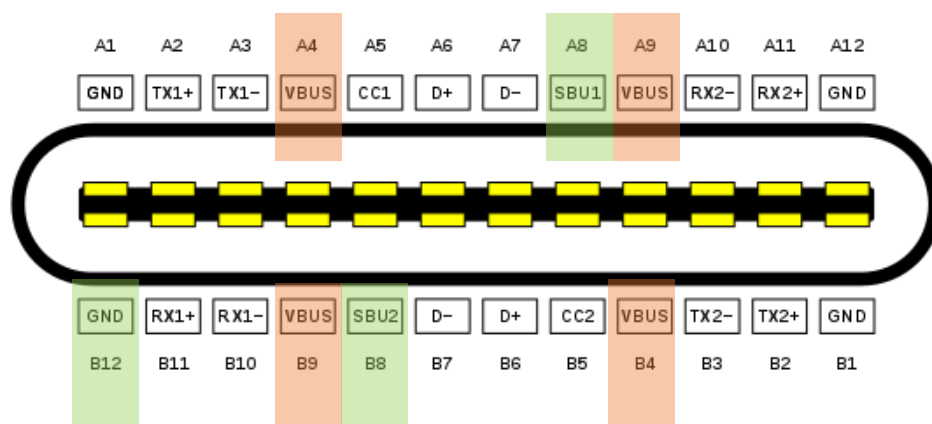 A1 A2 A3 A4 A5 A6 A7 A8 A9 A10 A11 A12
GND TX1+ TX1− VBUS CC1 D+ D− SBU1 VBUS RX2− RX2+ GND
GND RX1+ RX1− VBUS SBU2 D− D+ CC2 VBUS TX2− TX2+ GND
B12 B11 B10 B9 B8 B7 B6 B5 B4 B3 B2 B1